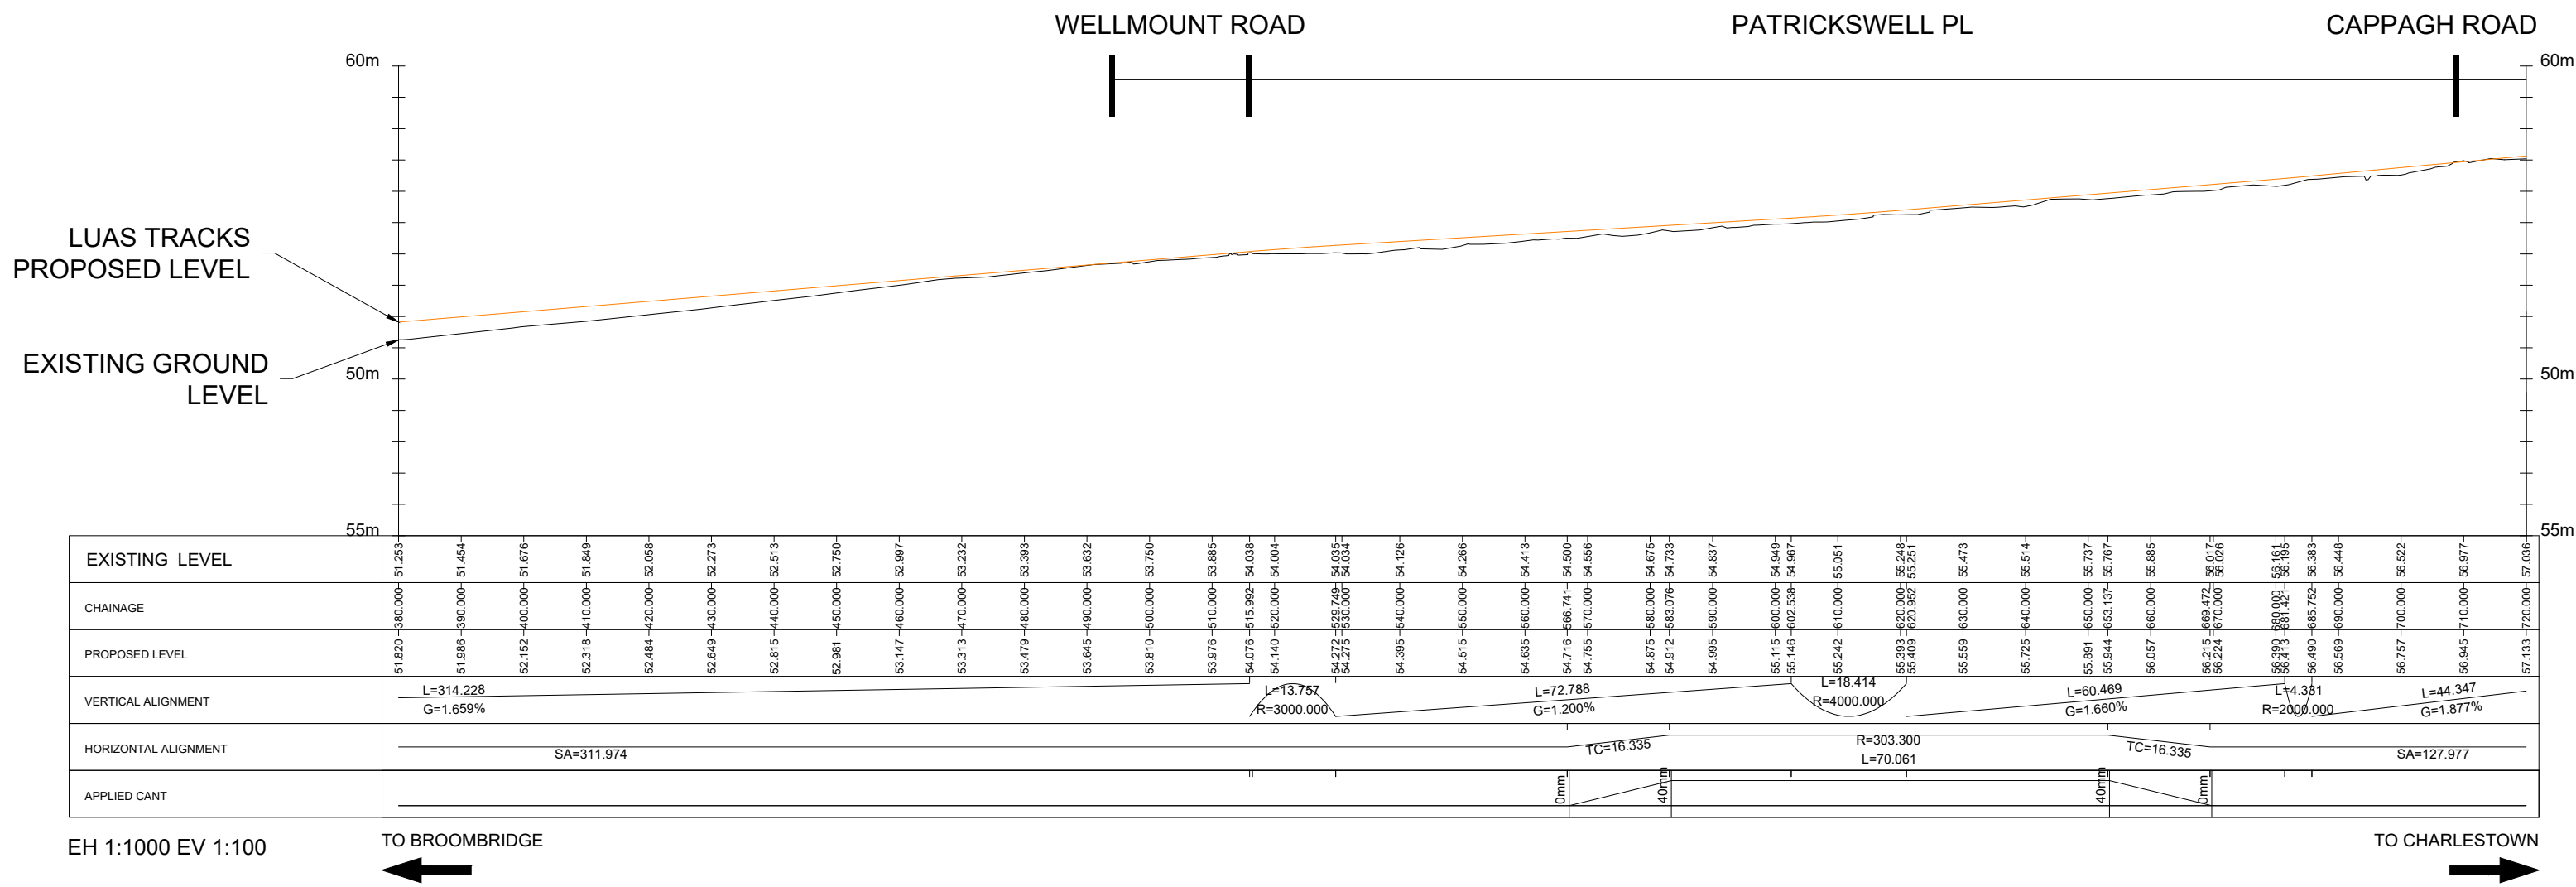 WELLMOUNT ROAD
PATRICKSWELL PL
CAPPAGH ROAD
60m
60m
LUAS TRACKS
PROPOSED LEVEL
EXISTING GROUND
LEVEL
50m
50m
55m
55m
EXISTING LEVEL
51.253 51.454 51.676 51.849 52.058 52.273 52.513 52.750 52.997 53.232 53.393 53.632 53.750 53.885 54.038 54.004 54.035 54.034 54.126 54.266 54.413 54.500 54.556 54.675 54.733 54.837 54.949 54.967 55.051 55.248 55.251 55.473 55.514 55.737 55.767 55.885 56.017 56.026 56.161 56.195 56.383 56.448 56.522 56.977 57.036
CHAINAGE
380.000 390.000 400.000 410.000 420.000 430.000 440.000 450.000 460.000 470.000 480.000 490.000 500.000 510.000 515.992 520.000 529.749 530.000 540.000 550.000 560.000 566.741 570.000 580.000 583.076 590.000 600.000 602.538 610.000 620.000 620.952 630.000 640.000 650.000 653.137 660.000 669.472 670.000 680.000 681.421 685.752 690.000 700.000 710.000 720.000
PROPOSED LEVEL
51.820 51.986 52.152 52.318 52.484 52.649 52.815 52.981 53.147 53.313 53.479 53.645 53.810 53.976 54.076 54.140 54.272 54.275 54.395 54.515 54.635 54.716 54.755 54.875 54.912 54.995 55.115 55.146 55.242 55.393 55.409 55.559 55.725 55.891 55.944 56.057 56.215 56.224 56.390 56.413 56.490 56.569 56.757 56.945 57.133
VERTICAL ALIGNMENT
L=314.228
G=1.659%
L=13.757
R=3000.000
L=72.788
G=1.200%
L=18.414
R=4000.000
L=60.469
G=1.660%
L=4.331
R=2000.000
L=44.347
G=1.877%
HORIZONTAL ALIGNMENT
SA=311.974
TC=16.335
R=303.300
L=70.061
TC=16.335
SA=127.977
APPLIED CANT
0mm
40mm
40mm
0mm
EH 1:1000 EV 1:100
TO BROOMBRIDGE
TO CHARLESTOWN